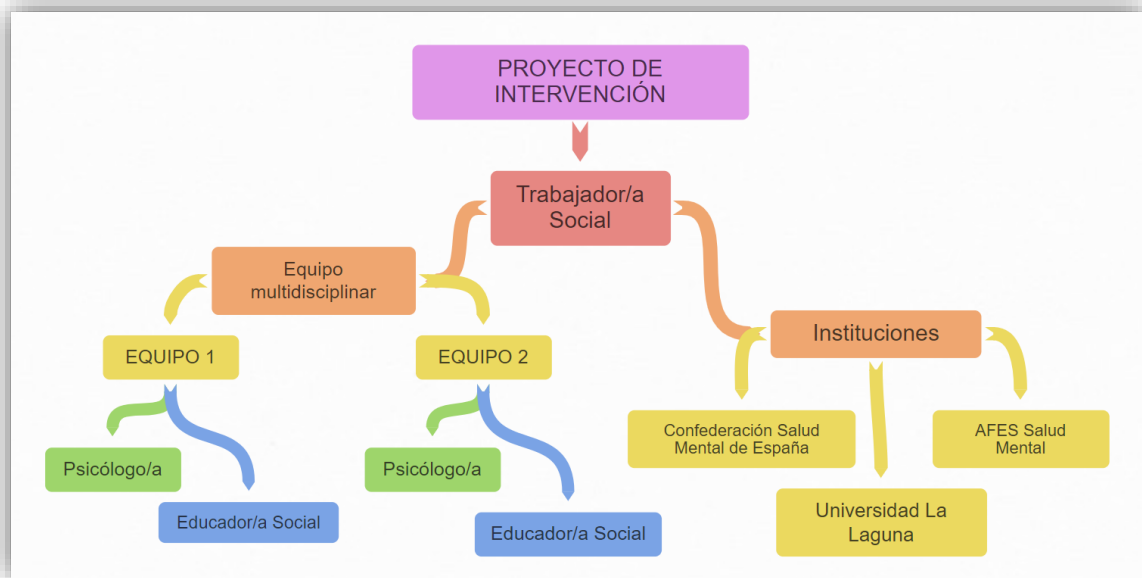 PROYECTO DE
INTERVENCIÓN
Trabajador/a
Social
Equipo
multidisciplinar
Instituciones
EQUIPO 1
EQUIPO 2
Confederación Salud
Mental de España
AFES Salud
Mental
Psicólogo/a
Psicólogo/a
Educador/a Social
Educador/a Social
Universidad La
Laguna